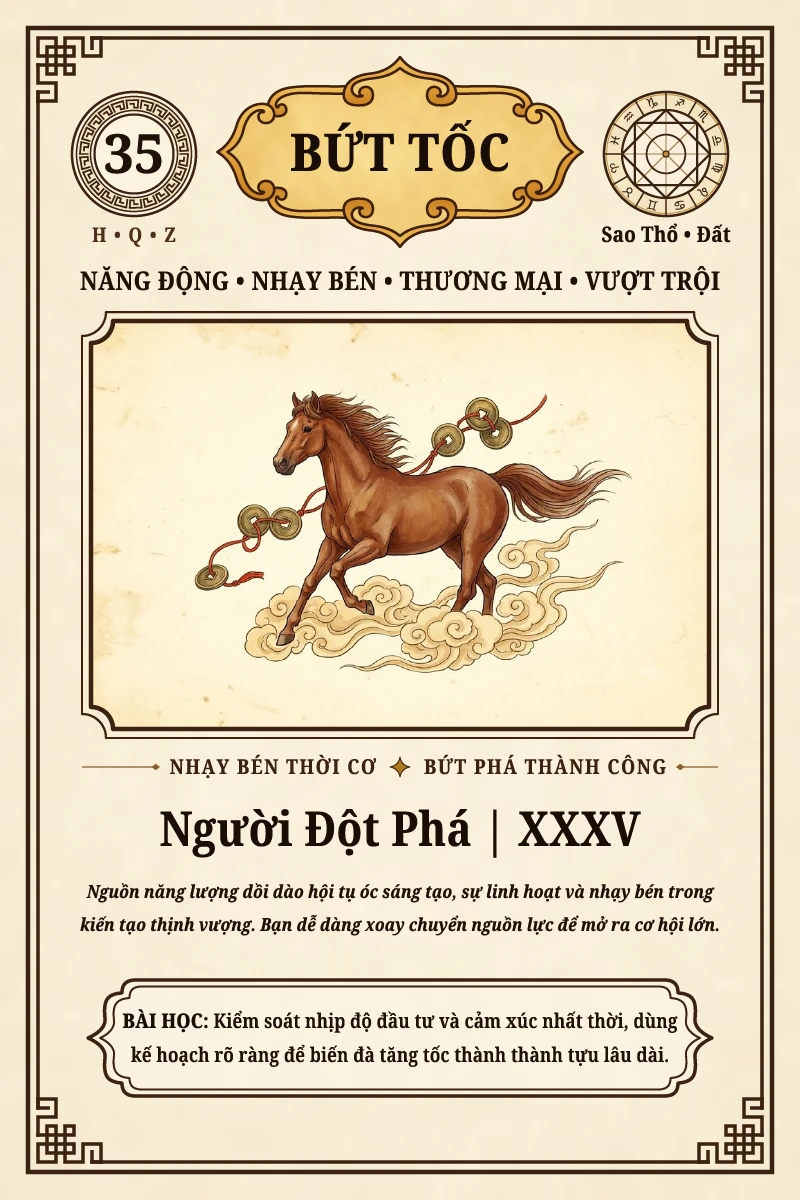 35
BỨT TỐC
H • Q • Z
Sao Thổ • Đất
NĂNG ĐỘNG • NHẠY BÉN • THƯƠNG MẠI • VƯỢT TRỘI
NHẠY BÉN THỜI CƠ ✦ BỨT PHÁ THÀNH CÔNG
Người Đột Phá | XXXV
Nguồn năng lượng dồi dào hội tụ óc sáng tạo, sự linh hoạt và nhạy bén trong
kiến tạo thịnh vượng. Bạn dễ dàng xoay chuyển nguồn lực để mở ra cơ hội lớn.
BÀI HỌC: Kiểm soát nhịp độ đầu tư và cảm xúc nhất thời, dùng
kế hoạch rõ ràng để biến đà tăng tốc thành thành tựu lâu dài.